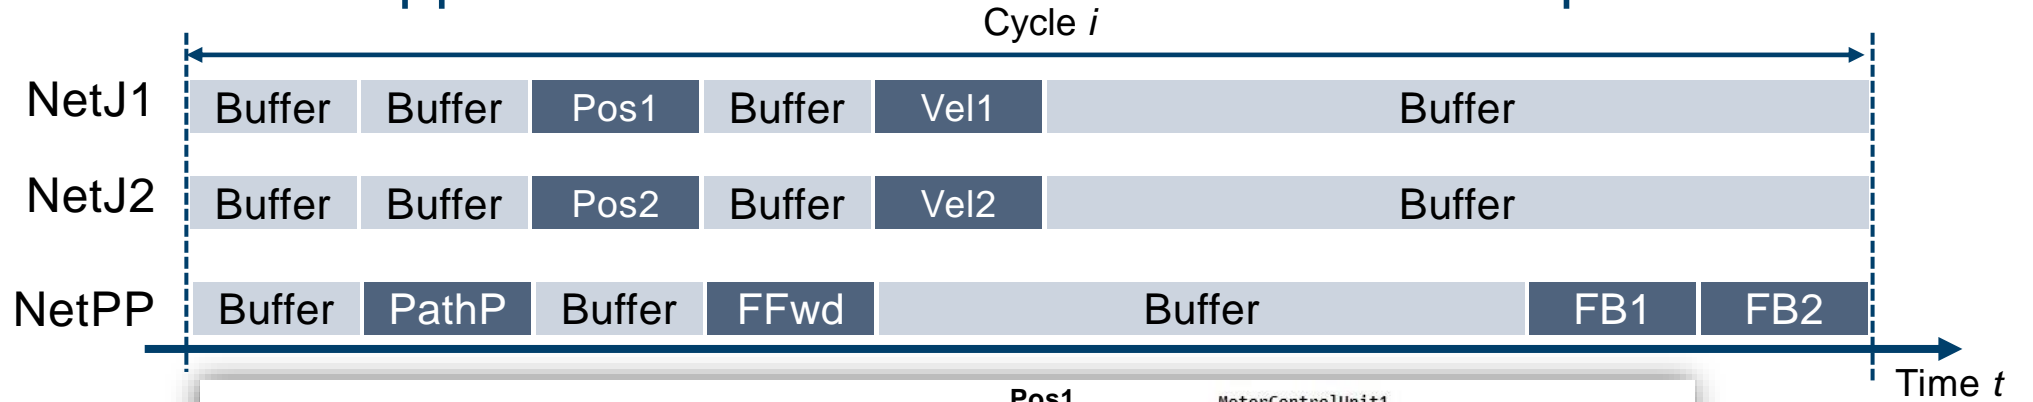 Cycle i
NetJ1 Buffer Buffer Pos1 Buffer Vel1 Buffer
NetJ2 Buffer Buffer Pos2 Buffer Vel2 Buffer
NetPP Buffer PathP Buffer FFwd Buffer FB1 FB2
Time t
Pos1 MotorControlUnit1